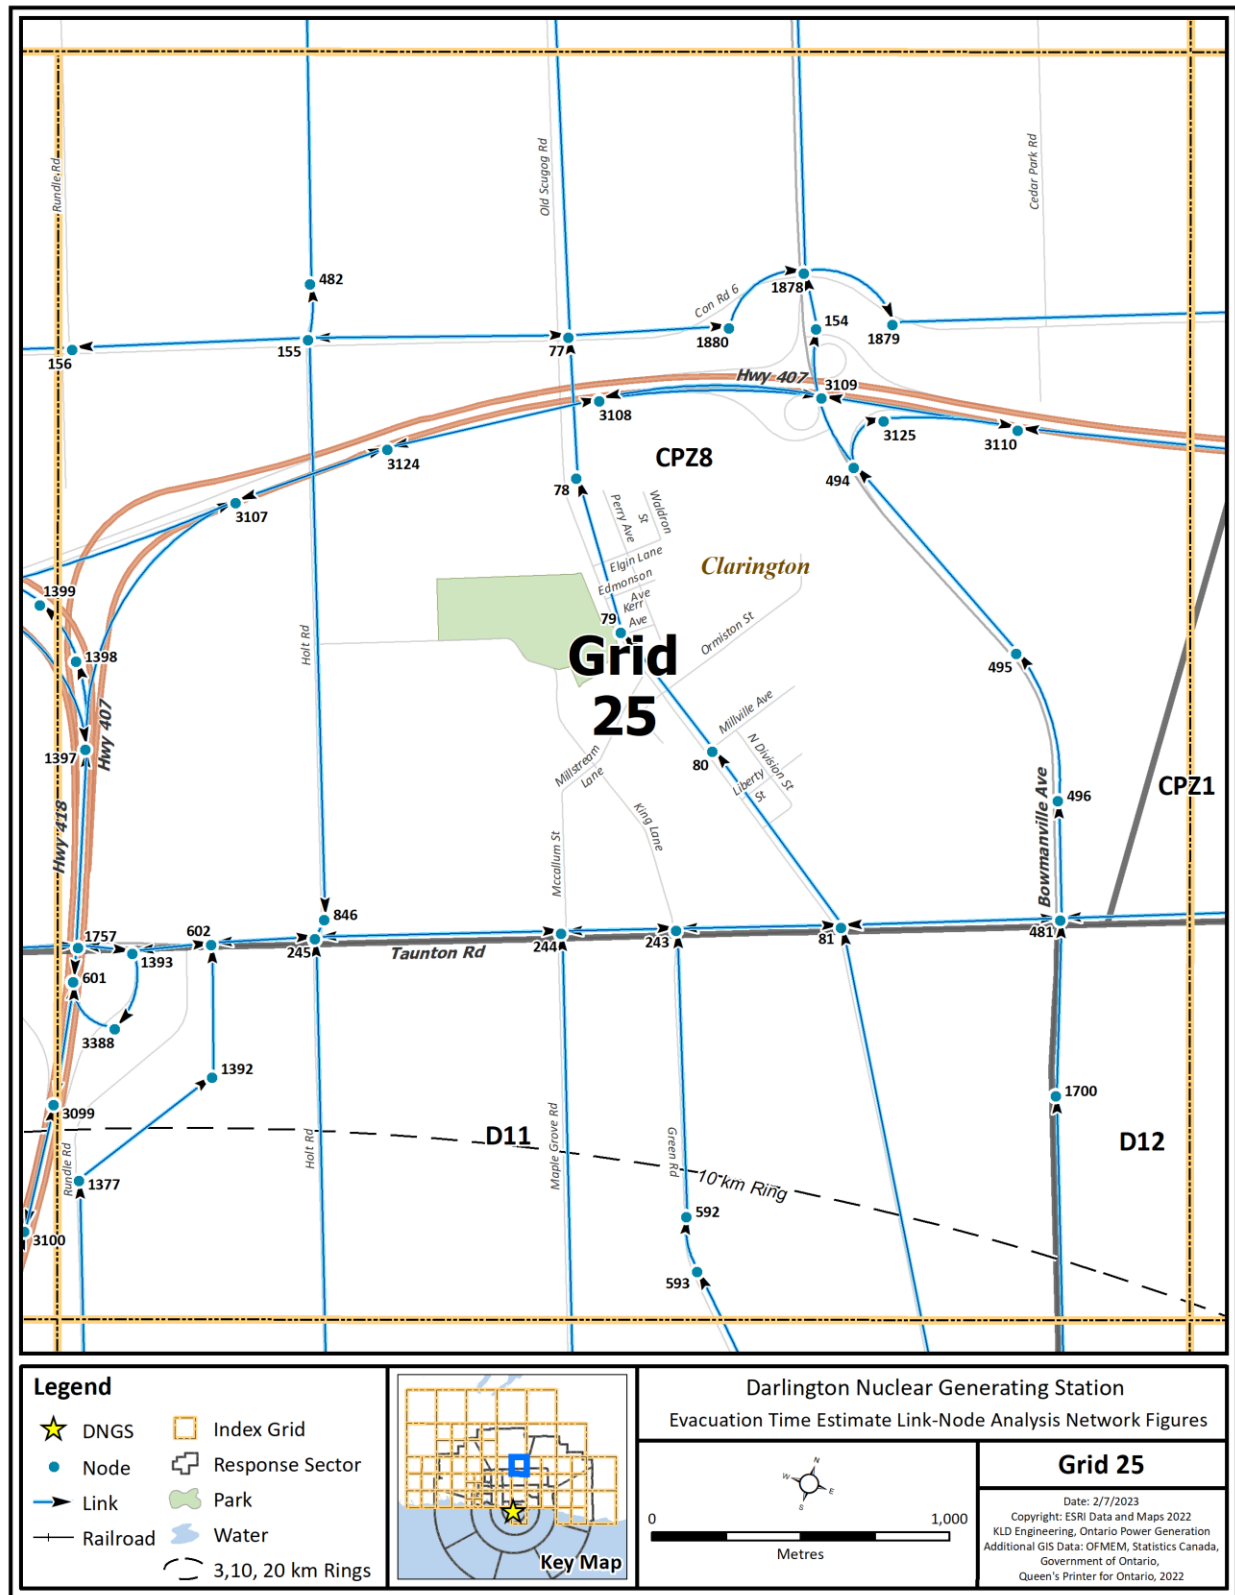 Rundle Rd
Old Scugog Rd
Cedar Park Rd
482
Con Rd 6
1878
154
156
155
77
1880
1879
Hwy 407
3108
3109
3125
3110
3124
CPZ8
494
78
3107
Perry Ave
Waldron
St
Elgin Lane
Clarington
Edmonson
Ave
1399
Kerr
Ave
79
Ormiston St
Holt Rd
1398
Grid
25
495
Hwy 407
Millville Ave
1397
N Division St
80
Millstream
Lane
Liberty
St
CPZ1
496
Hwy 418
King Lane
Mccallum St
Bowmanville Ave
846
602
1757
1393
245
Taunton Rd
244
243
81
481
601
3388
1392
3099
1700
D11
D12
Rundle Rd
Holt Rd
Maple Grove Rd
Green Rd
1377
10 km Ring
592
3100
593
Legend
DNGS
Index Grid
Node
Response Sector
Link
Park
Railroad
Water
3,10, 20 km Rings
Key Map
Darlington Nuclear Generating Station
Evacuation Time Estimate Link-Node Analysis Network Figures
N
W
E
S
0
1,000
Metres
Grid 25
Date: 2/7/2023
Copyright: ESRI Data and Maps 2022
KLD Engineering, Ontario Power Generation
Additional GIS Data: OFMEM, Statistics Canada,
Government of Ontario,
Queen's Printer for Ontario, 2022